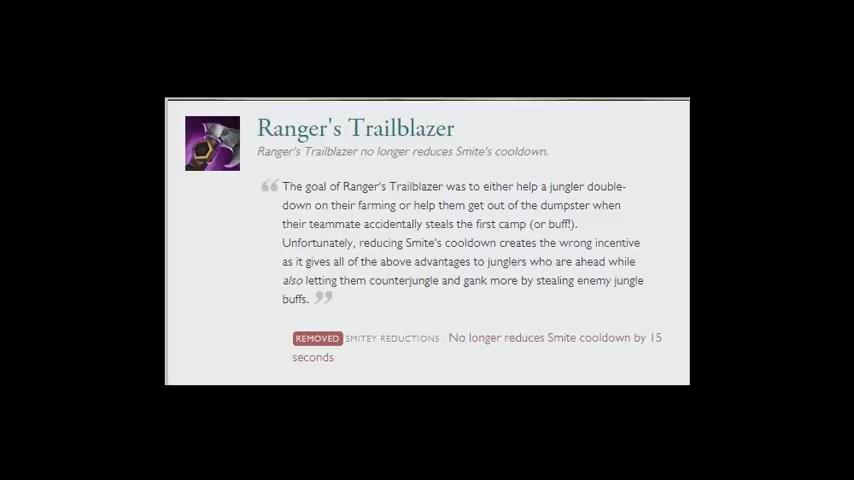 Ranger's Trailblazer
Ranger's Trailblazer no longer reduces Smite's cooldown.
“ The goal of Ranger's Trailblazer was to either help a jungler double-
down on their farming or help them get out of the dumpster when
their teammate accidentally steals the first camp (or buff!).
Unfortunately, reducing Smite's cooldown creates the wrong incentive
as it gives all of the above advantages to junglers who are ahead while
also letting them counterjungle and gank more by stealing enemy jungle
buffs. ”
REMOVED SMITEY REDUCTIONS : No longer reduces Smite cooldown by 15
seconds